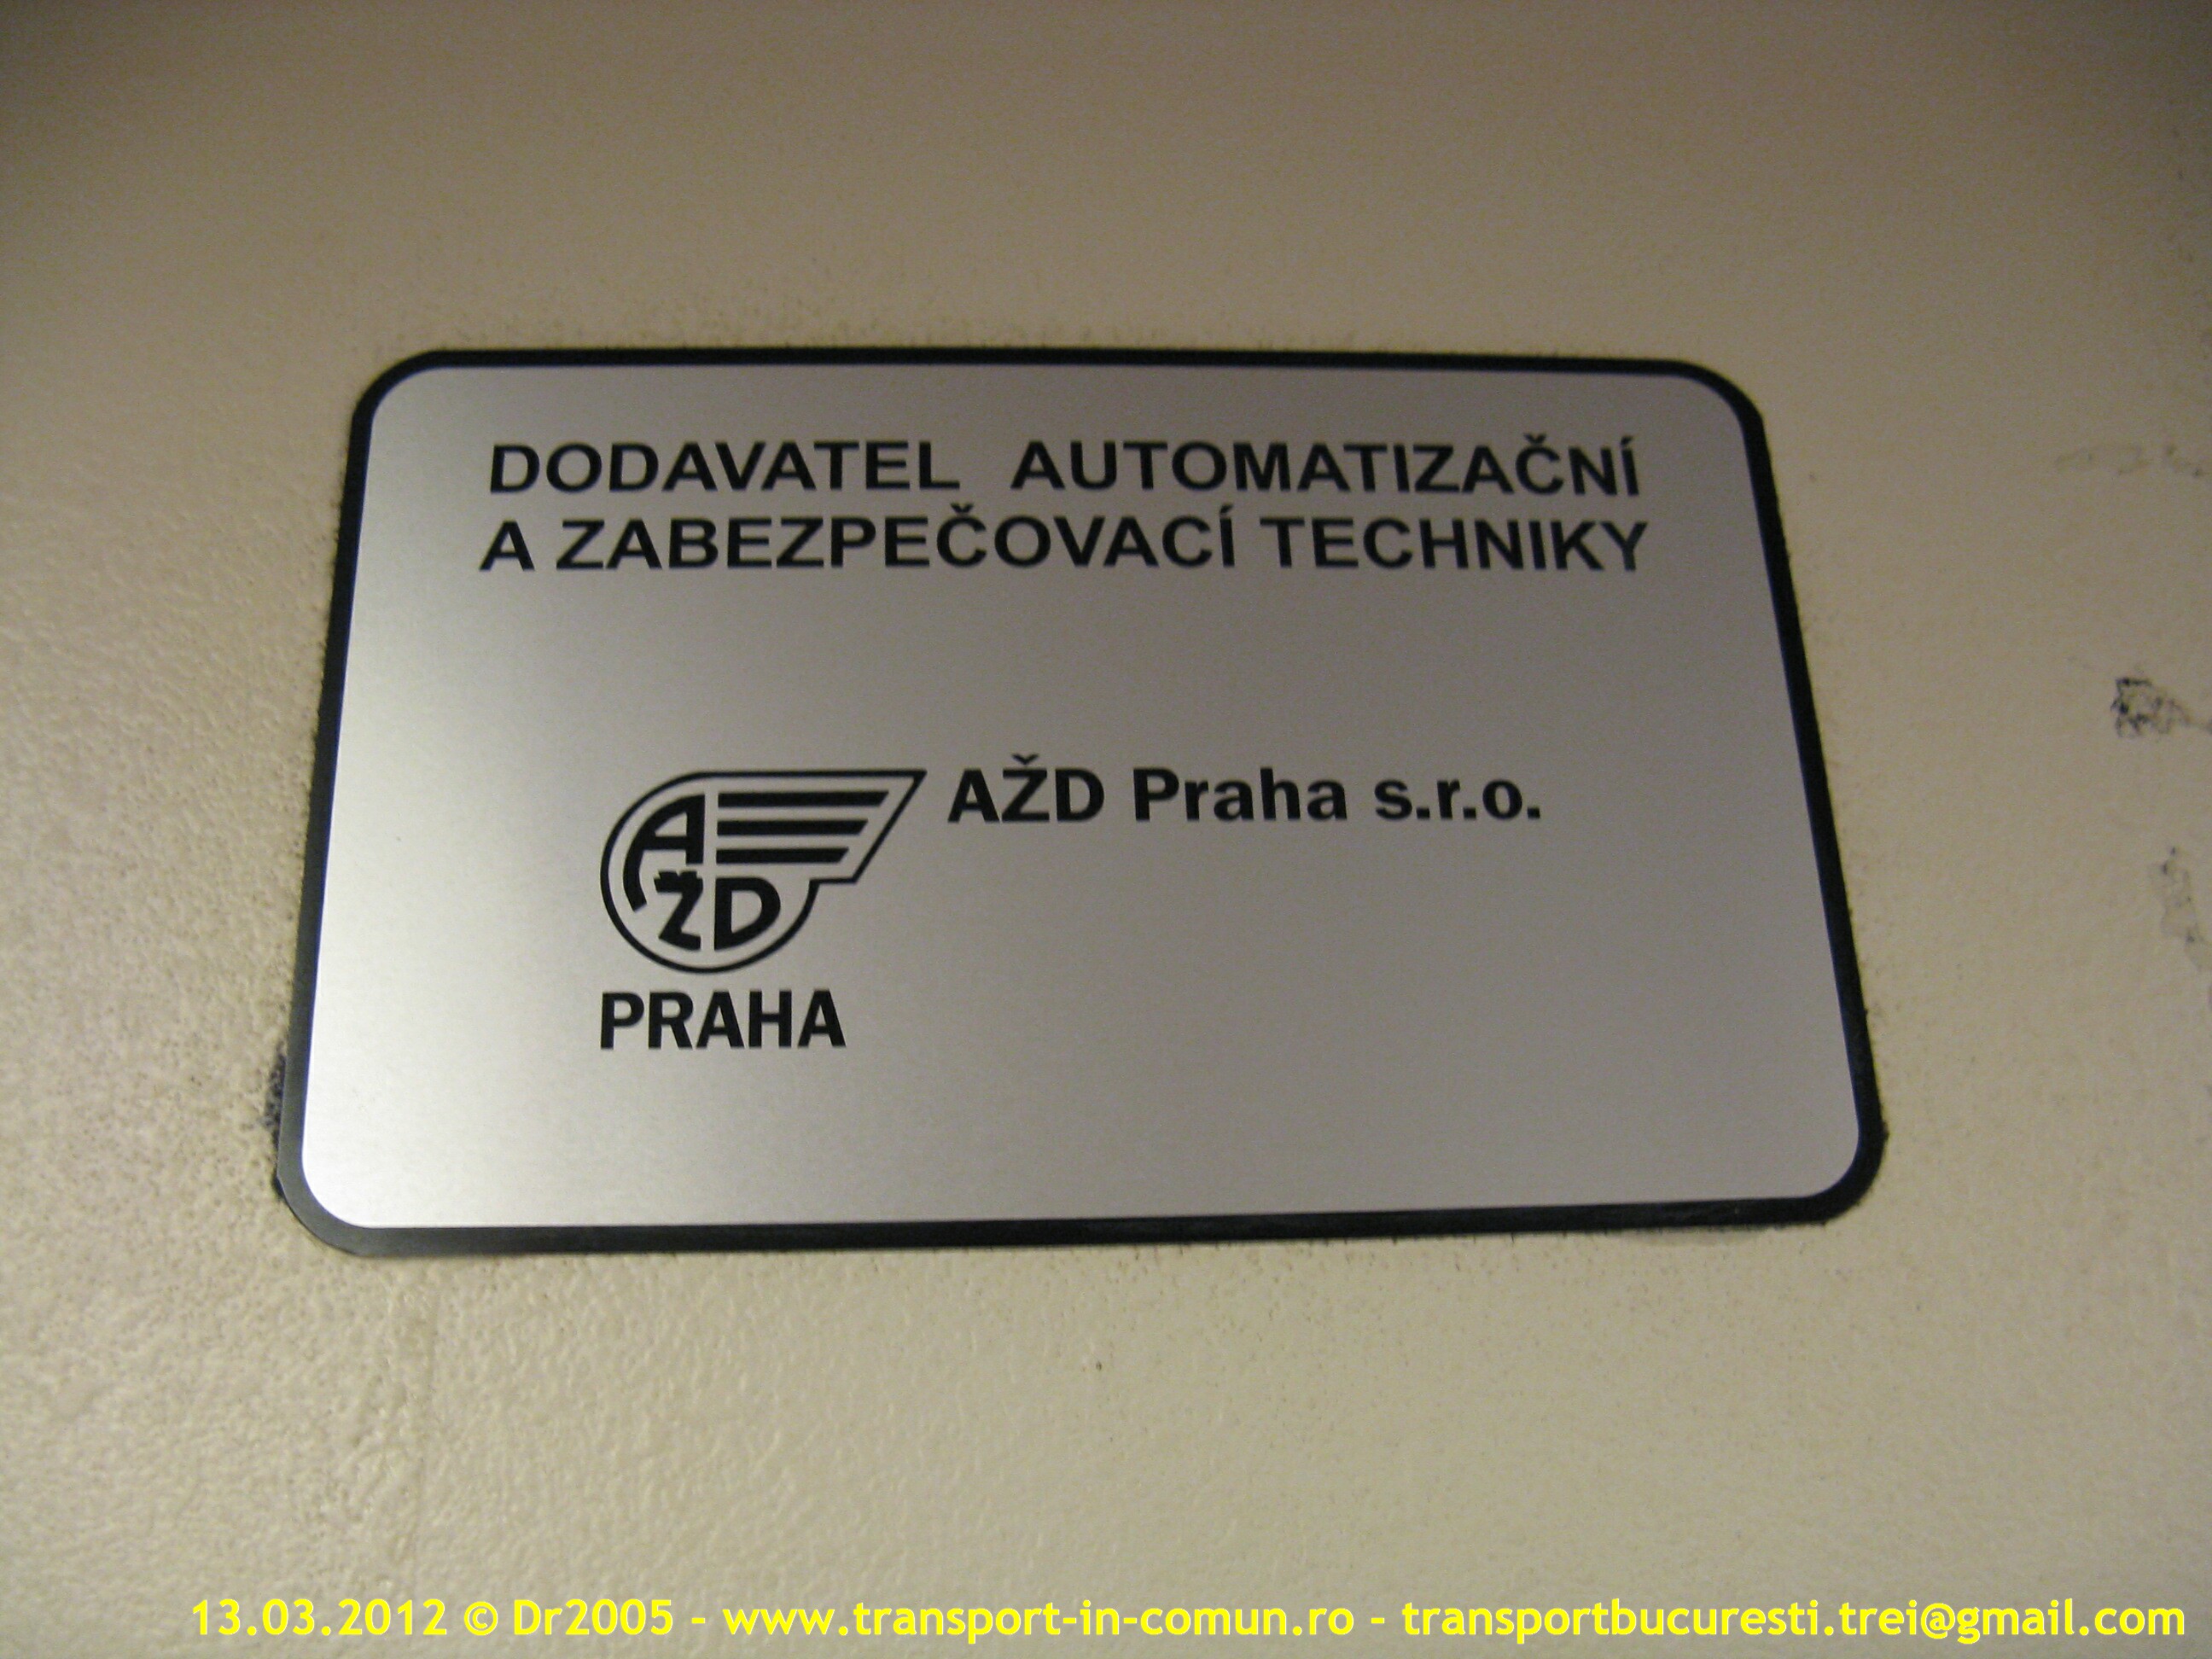 DODAVATEL AUTOMATIZAČNÍ
A ZABEZPEČOVACÍ TECHNIKY
AŽD Praha s.r.o.
A
ŽD
PRAHA
13.03.2012 © Dr2005 - www.transport-in-comun.ro - transportbucuresti.trei@gmail.com